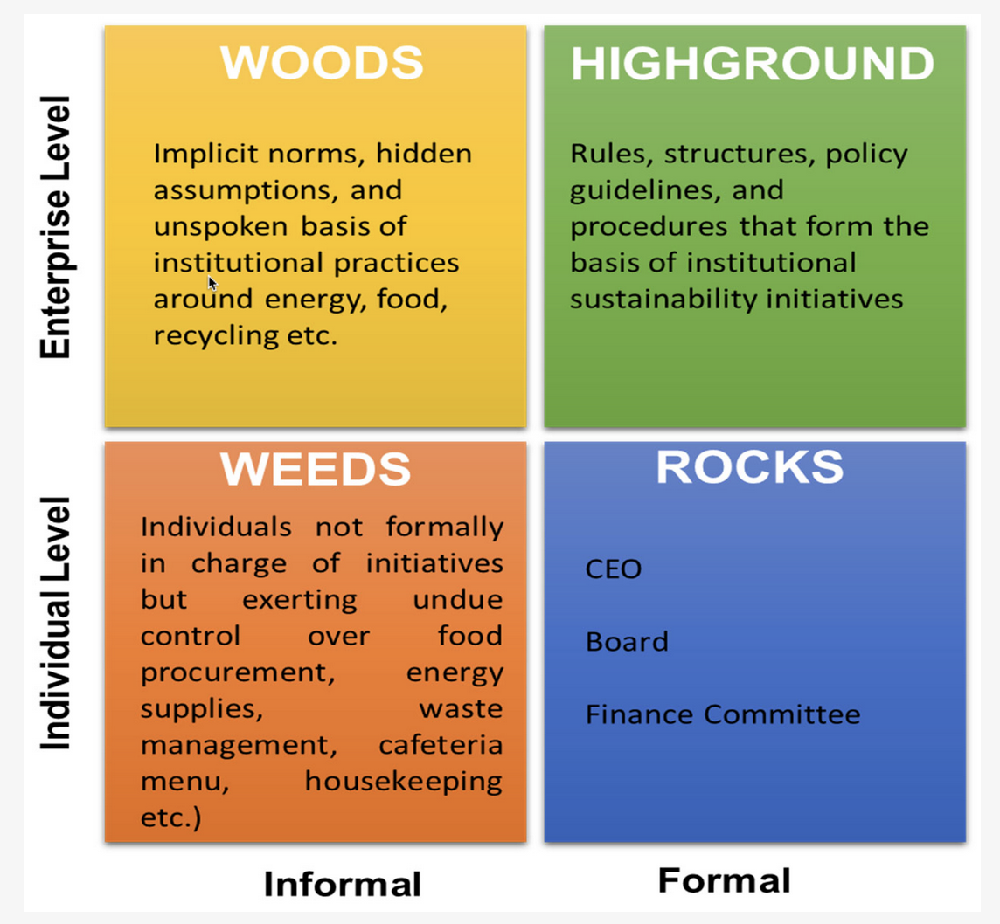 Enterprise Level
WOODS
Implicit norms, hidden
assumptions, and
unspoken basis of
institutional practices
around energy, food,
recycling etc.
HIGHGROUND
Rules, structures, policy
guidelines, and
procedures that form the
basis of institutional
sustainability initiatives
Individual Level
WEEDS
Individuals not formally
in charge of initiatives
but exerting undue
control over food
procurement, energy
supplies, waste
management, cafeteria
menu, housekeeping
etc.)
ROCKS
CEO
Board
Finance Committee
Informal
Formal